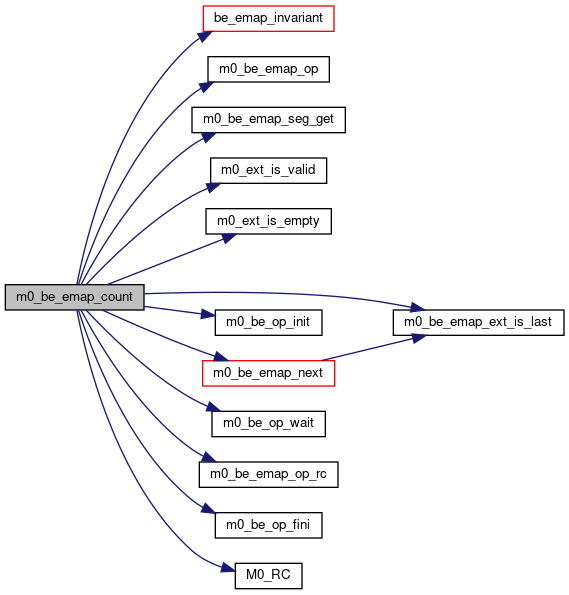 be_emap_invariant
m0_be_emap_op
m0_be_emap_seg_get
m0_ext_is_valid
m0_ext_is_empty
m0_be_emap_count
m0_be_op_init
m0_be_emap_ext_is_last
m0_be_emap_next
m0_be_op_wait
m0_be_emap_op_rc
m0_be_op_fini
M0_RC